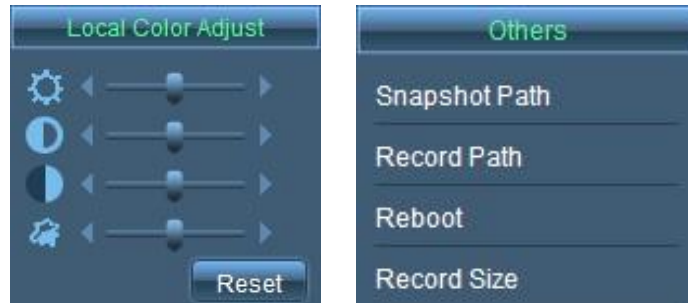 Local Color Adjust
Reset
Others
Snapshot Path
Record Path
Reboot
Record Size